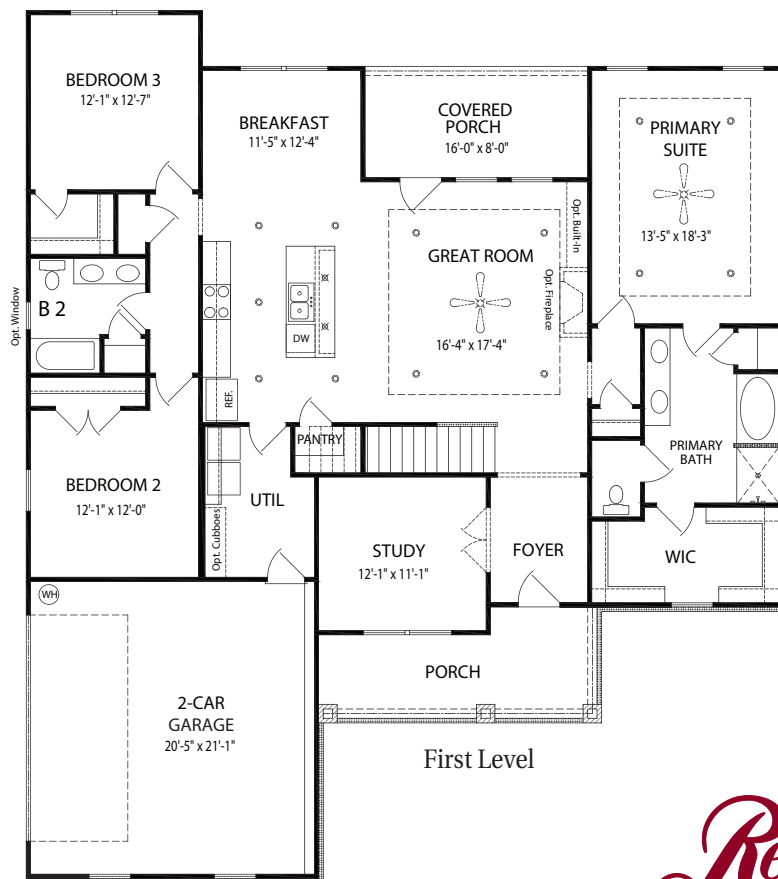 BEDROOM 3
12'-1" x 12'-7"
BREAKFAST
11'-5" x 12'-4"
COVERED
PORCH
16'-0" x 8'-0"
PRIMARY
SUITE
13'-5" x 18'-3"
Opt. Built-In
GREAT ROOM
16'-4" x 17'-4"
Opt. Fireplace
Opt. Window
B 2
DW
REF.
PANTRY
PRIMARY
BATH
BEDROOM 2
12'-1" x 12'-0"
UTIL
Opt. Cubboes
STUDY
12'-1" x 11'-1"
FOYER
WIC
WH
PORCH
2-CAR
GARAGE
20'-5" x 21'-1"
First Level
Re